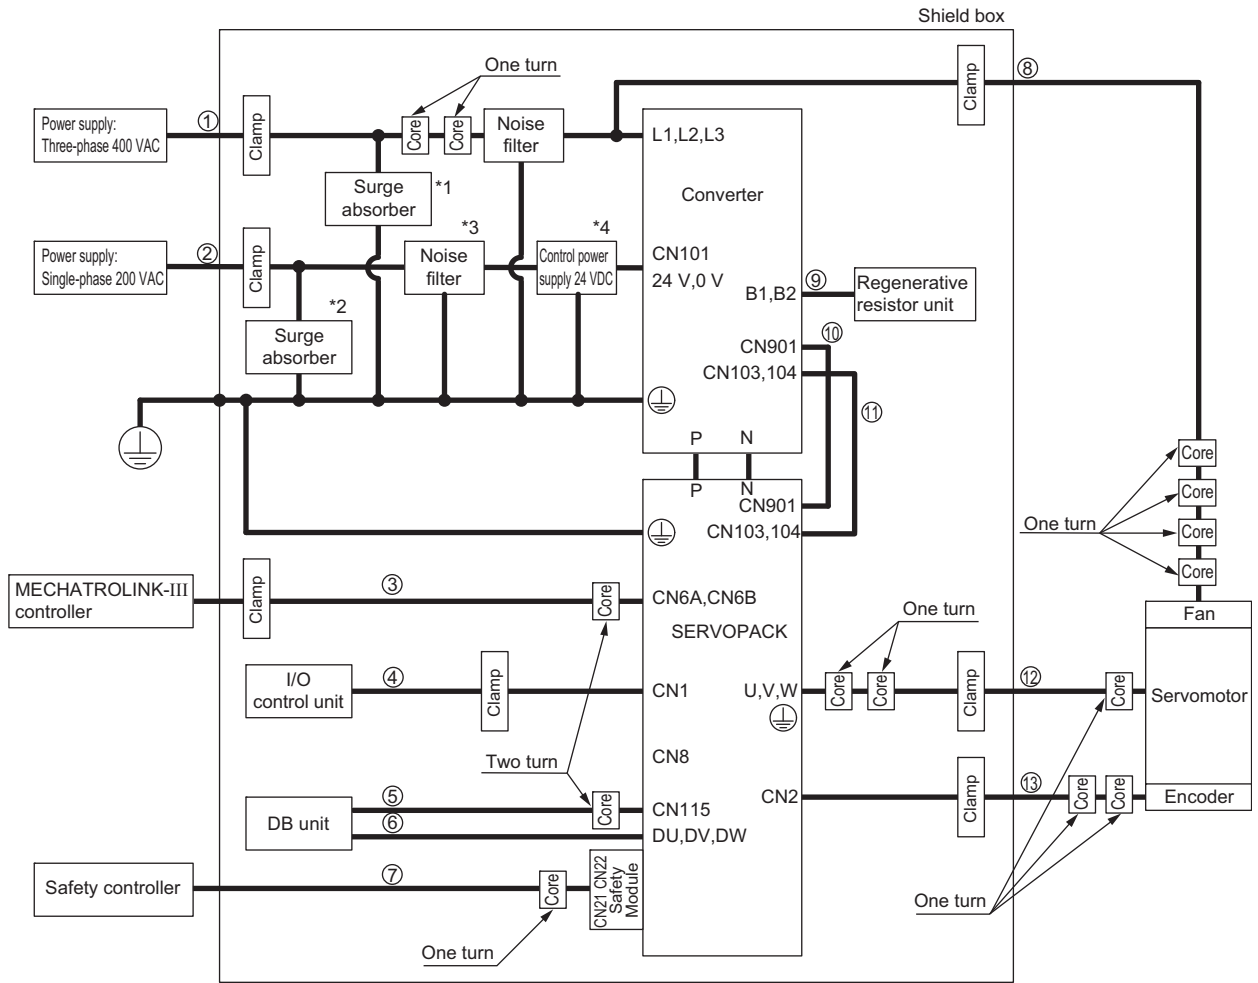 Shield box
One turn
⑧
Clamp
Power supply:
Three-phase 400 VAC
①
Clamp
Core
Core
Noise
filter
L1,L2,L3
Surge
absorber
*1
Converter
Power supply:
Single-phase 200 VAC
②
Clamp
*3
Noise
filter
*4
Control power
supply 24 VDC
CN101
24 V,0 V
B1,B2
⑨
Regenerative
resistor unit
*2
Surge
absorber
CN901
⑩
CN103,104
⑪
P
N
P
N
CN901
CN103,104
Core
Core
Core
Core
One turn
MECHATROLINK-III
controller
Clamp
③
Core
CN6A,CN6B
SERVOPACK
Fan
Servomotor
Encoder
I/O
control unit
④
Clamp
CN1
U,V,W
One turn
Core
Core
Clamp
⑫
Core
CN8
Two turn
CN2
Clamp
⑬
Core
Core
DB unit
⑤
⑥
Core
CN115
DU,DV,DW
Safety controller
⑦
Core
CN21 CN22
Safety
Module
One turn
One turn